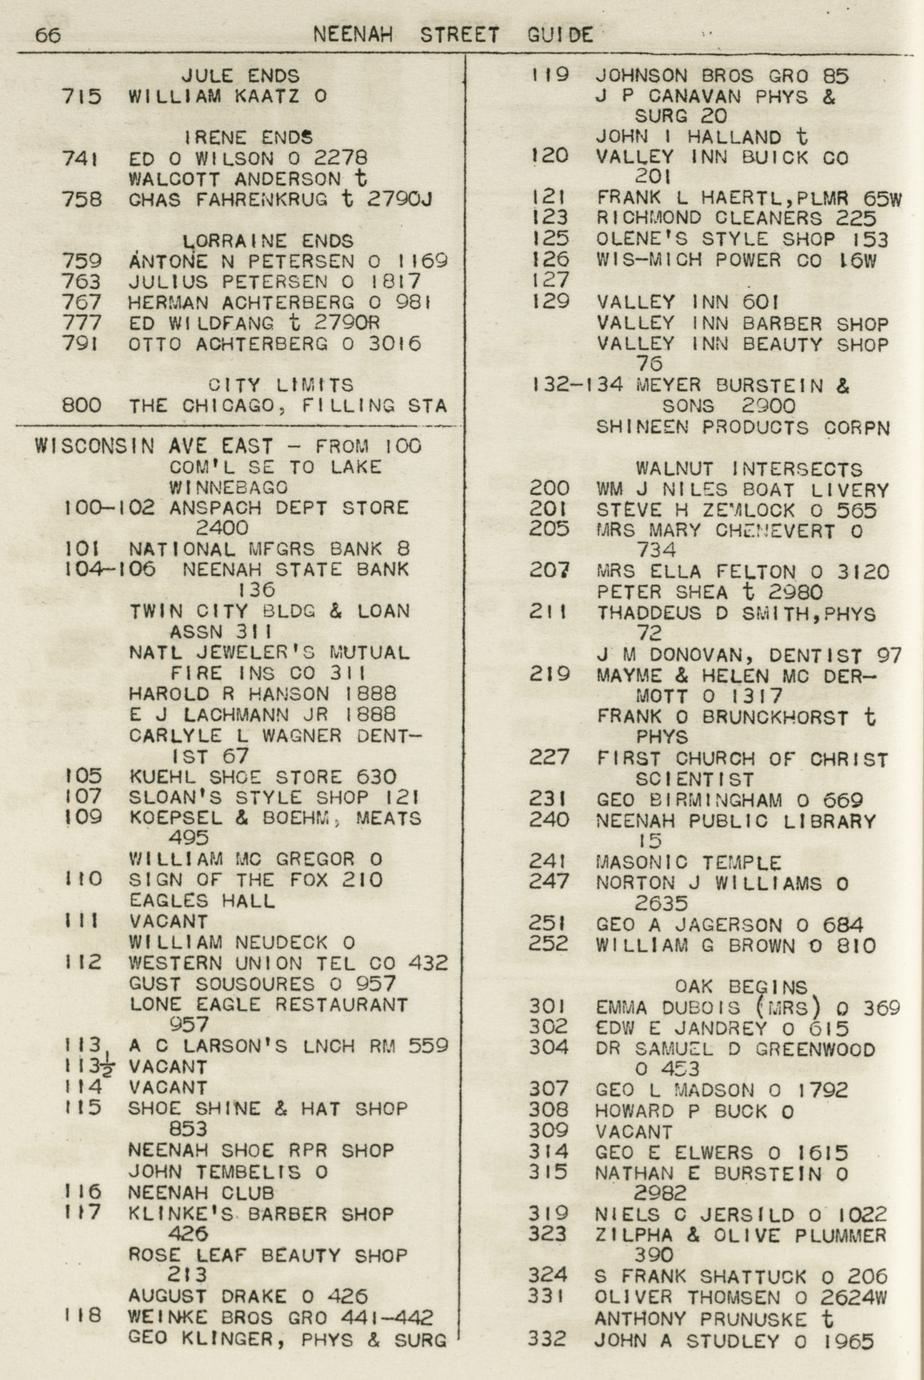 66 NEENAH STREET GUIDE
JULE ENDS
715 WILLIAM KAATZ O
IRENE ENDS
741 ED O WILSON O 2278
WALCOTT ANDERSON t
758 CHAS FAHRENKRUG t 2790J
LORRAINE ENDS
759 ANTONE N PETERSEN O 1169
763 JULIUS PETERSEN O 1817
767 HERMAN ACHTERBERG O 981
777 ED WILDFANG t 2790R
791 OTTO ACHTERBERG O 3016
CITY LIMITS
800 THE CHICAGO, FILLING STA
WISCONSIN AVE EAST - FROM 100
COM'L SE TO LAKE
WINNEBAGO
100-102 ANSPACH DEPT STORE
2400
101 NATIONAL MFGRS BANK 8
104-106 NEENAH STATE BANK
136
TWIN CITY BLDG & LOAN
ASSN 311
NATL JEWELER'S MUTUAL
FIRE INS CO 311
HAROLD R HANSON 1888
E J LACHMANN JR 1888
CARLYLE L WAGNER DENT-
IST 67
105 KUEHL SHOE STORE 630
107 SLOAN'S STYLE SHOP 121
109 KOEPSEL & BOEHM, MEATS
495
WILLIAM MC GREGOR O
110 SIGN OF THE FOX 210
EAGLES HALL
111 VACANT
WILLIAM NEUDECK O
112 WESTERN UNION TEL CO 432
GUST SOUSOURES O 957
LONE EAGLE RESTAURANT
957
113 A C LARSON'S LNCH RM 559
113½ VACANT
114 VACANT
115 SHOE SHINE & HAT SHOP
853
NEENAH SHOE RPR SHOP
JOHN TEMBELIS O
116 NEENAH CLUB
117 KLINKE'S BARBER SHOP
426
ROSE LEAF BEAUTY SHOP
213
AUGUST DRAKE O 426
118 WEINKE BROS GRO 441-442
GEO KLINGER, PHYS & SURG
119 JOHNSON BROS GRO 85
J P CANAVAN PHYS &
SURG 20
JOHN I HALLAND t
120 VALLEY INN BUICK CO
201
121 FRANK L HAERTL,PLMR 65W
123 RICHMOND CLEANERS 225
125 OLENE'S STYLE SHOP 153
126 WIS-MICH POWER CO 16W
127
129 VALLEY INN 601
VALLEY INN BARBER SHOP
VALLEY INN BEAUTY SHOP
76
132-134 MEYER BURSTEIN &
SONS 2900
SHINEEN PRODUCTS CORPN
WALNUT INTERSECTS
200 WM J NILES BOAT LIVERY
201 STEVE H ZEMLOCK O 565
205 MRS MARY CHENEVERT O
734
207 MRS ELLA FELTON O 3120
PETER SHEA t 2980
211 THADDEUS D SMITH,PHYS
72
J M DONOVAN, DENTIST 97
219 MAYME & HELEN MC DER-
MOTT O 1317
FRANK O BRUNCKHORST t
PHYS
227 FIRST CHURCH OF CHRIST
SCIENTIST
231 GEO BIRMINGHAM O 669
240 NEENAH PUBLIC LIBRARY
15
241 MASONIC TEMPLE
247 NORTON J WILLIAMS O
2635
251 GEO A JAGERSON O 684
252 WILLIAM G BROWN O 810
OAK BEGINS
301 EMMA DUBOIS (MRS) O 369
302 EDW E JANDREY O 615
304 DR SAMUEL D GREENWOOD
O 453
307 GEO L MADSON O 1792
308 HOWARD P BUCK O
309 VACANT
314 GEO E ELWERS O 1615
315 NATHAN E BURSTEIN O
2982
319 NIELS C JERSILD O 1022
323 ZILPHA & OLIVE PLUMMER
390
324 S FRANK SHATTUCK O 206
331 OLIVER THOMSEN O 2624W
ANTHONY PRUNUSKE t
332 JOHN A STUDLEY O 1965